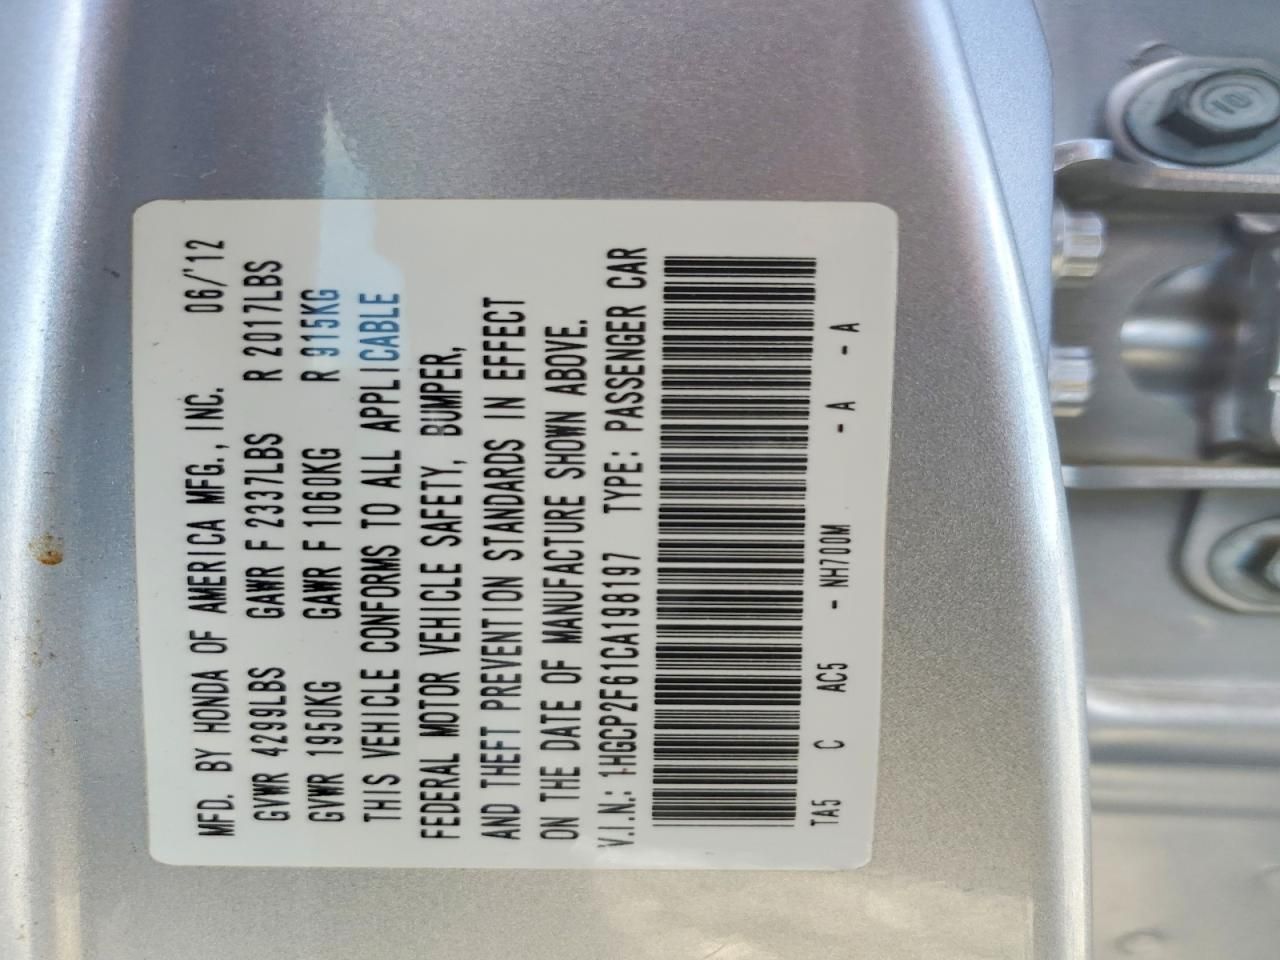 MFD. BY HONDA OF AMERICA MFG., INC. 06/'12
GVWR 4299LBS GAWR F 2337LBS R 2017LBS
GVWR 1950KG GAWR F 1060KG R 915KG
THIS VEHICLE CONFORMS TO ALL APPLICABLE
FEDERAL MOTOR VEHICLE SAFETY, BUMPER,
AND THEFT PREVENTION STANDARDS IN EFFECT
ON THE DATE OF MANUFACTURE SHOWN ABOVE.
V.I.N.: 1HGCP2F61CA198197 TYPE: PASSENGER CAR
TA5 C AC5 - NH700M - A - A
10